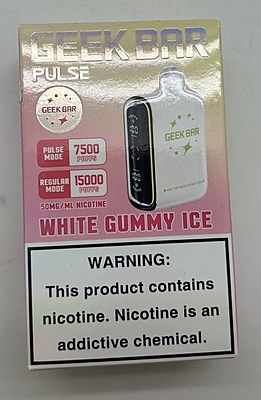 GEEK BAR
PULSE
GEEK BAR
GEEK BAR
PULSE MODE 7500 PUFFS
REGULAR MODE 15000 PUFFS
50MG/ML NICOTINE
WHITE GUMMY ICE
WARNING:
This product contains
nicotine. Nicotine is an
addictive chemical.